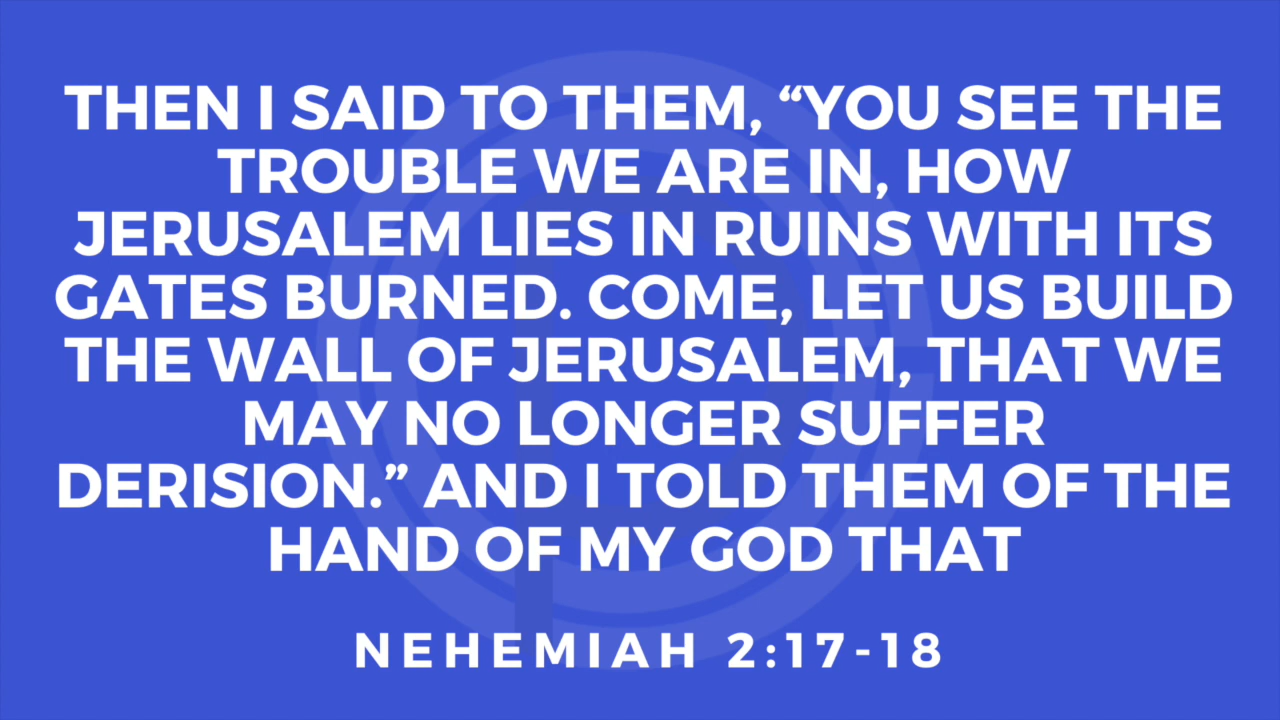 THEN I SAID TO THEM, “YOU SEE THE
TROUBLE WE ARE IN, HOW
JERUSALEM LIES IN RUINS WITH ITS
GATES BURNED. COME, LET US BUILD
THE WALL OF JERUSALEM, THAT WE
MAY NO LONGER SUFFER
DERISION.” AND I TOLD THEM OF THE
HAND OF MY GOD THAT
NEHEMIAH 2:17-18